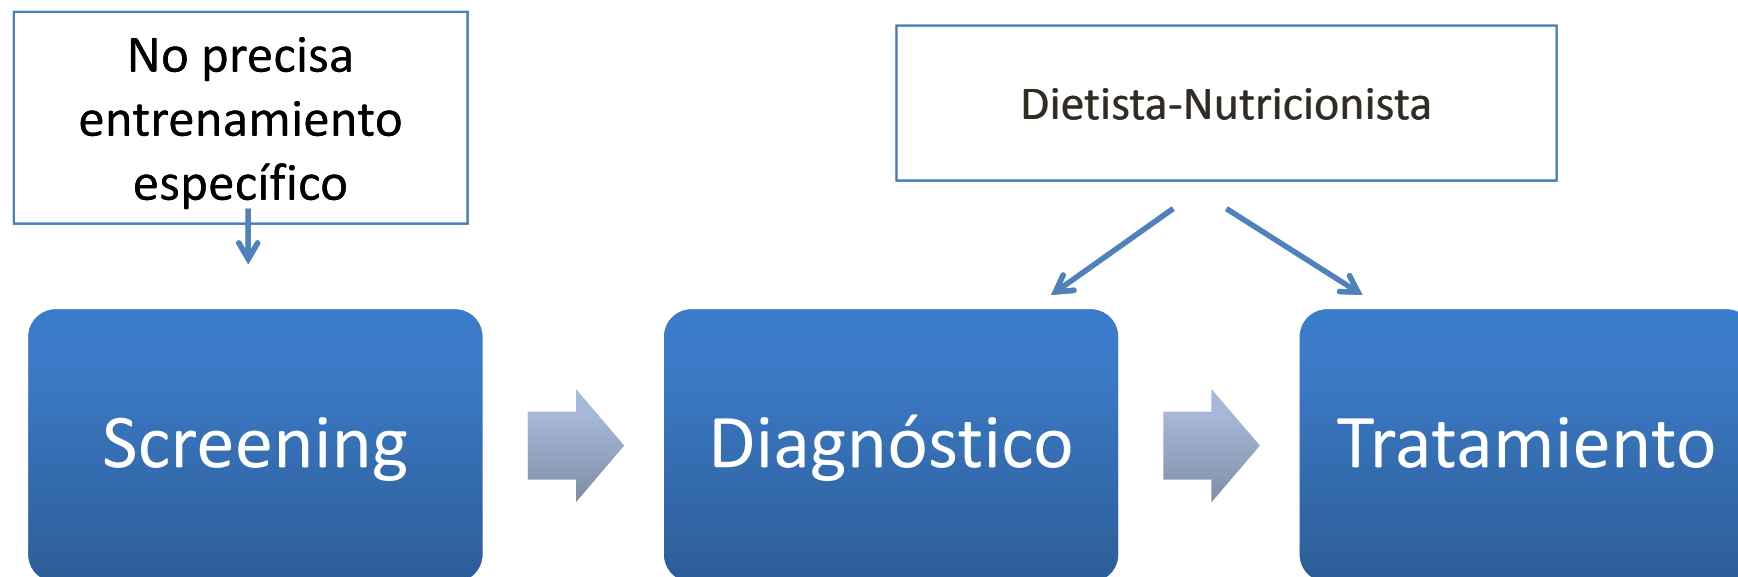 No precisa
entrenamiento
específico
Dietista-Nutricionista
Screening
Diagnóstico
Tratamiento